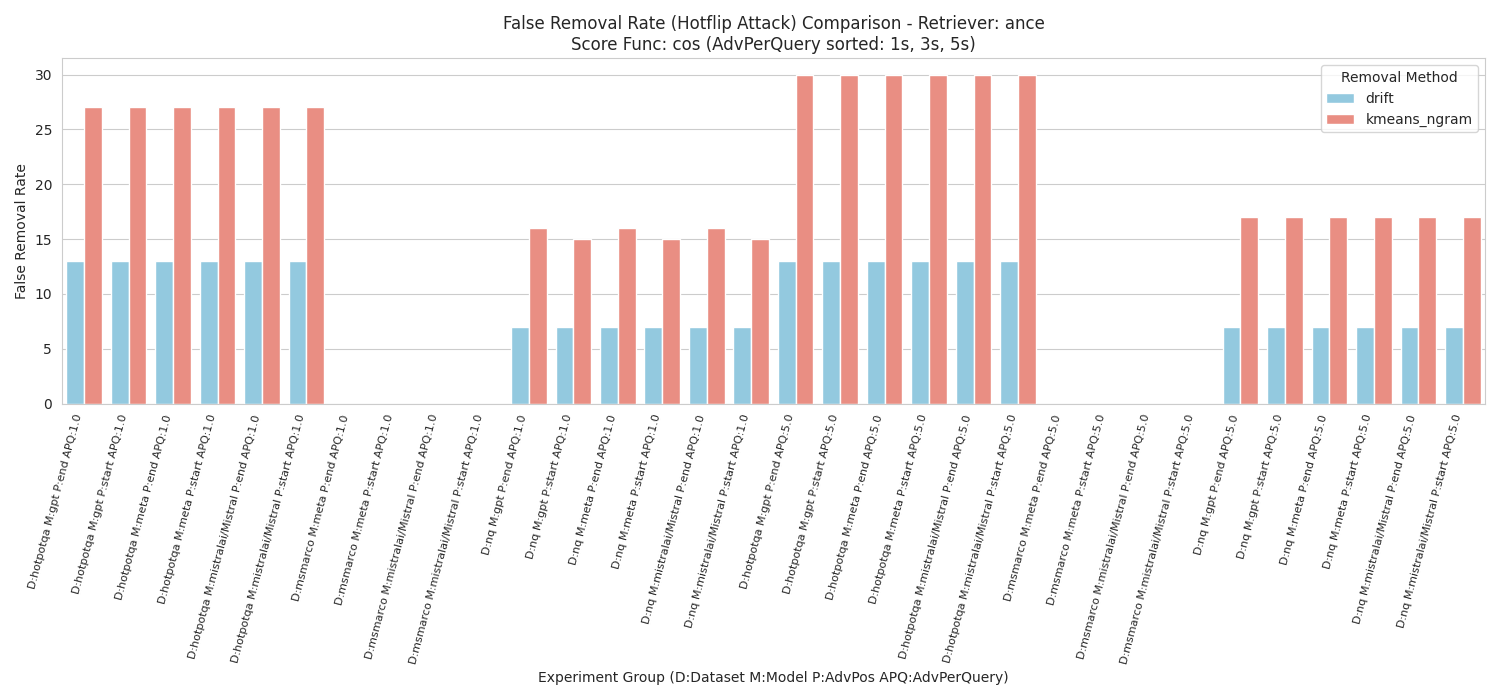 False Removal Rate (Hotflip Attack) Comparison - Retriever: ance
Score Func: cos (AdvPerQuery sorted: 1s, 3s, 5s)
Removal Method
drift
kmeans_ngram
False Removal Rate
30
25
20
15
10
5
0
D:hotpotqa M:gpt P:end APQ:1.0
D:hotpotqa M:gpt P:start APQ:1.0
D:hotpotqa M:meta P:end APQ:1.0
D:hotpotqa M:meta P:start APQ:1.0
D:hotpotqa M:mistralai/Mistral P:end APQ:1.0
D:hotpotqa M:mistralai/Mistral P:start APQ:1.0
D:msmarco M:meta P:end APQ:1.0
D:msmarco M:meta P:start APQ:1.0
D:msmarco M:mistralai/Mistral P:end APQ:1.0
D:msmarco M:mistralai/Mistral P:start APQ:1.0
D:nq M:gpt P:end APQ:1.0
D:nq M:gpt P:start APQ:1.0
D:nq M:meta P:end APQ:1.0
D:nq M:meta P:start APQ:1.0
D:nq M:mistralai/Mistral P:end APQ:1.0
D:nq M:mistralai/Mistral P:start APQ:1.0
D:hotpotqa M:gpt P:end APQ:5.0
D:hotpotqa M:gpt P:start APQ:5.0
D:hotpotqa M:meta P:end APQ:5.0
D:hotpotqa M:meta P:start APQ:5.0
D:hotpotqa M:mistralai/Mistral P:end APQ:5.0
D:hotpotqa M:mistralai/Mistral P:start APQ:5.0
D:msmarco M:meta P:end APQ:5.0
D:msmarco M:meta P:start APQ:5.0
D:msmarco M:mistralai/Mistral P:end APQ:5.0
D:msmarco M:mistralai/Mistral P:start APQ:5.0
D:nq M:gpt P:end APQ:5.0
D:nq M:gpt P:start APQ:5.0
D:nq M:meta P:end APQ:5.0
D:nq M:meta P:start APQ:5.0
D:nq M:mistralai/Mistral P:end APQ:5.0
D:nq M:mistralai/Mistral P:start APQ:5.0
Experiment Group (D:Dataset M:Model P:AdvPos APQ:AdvPerQuery)